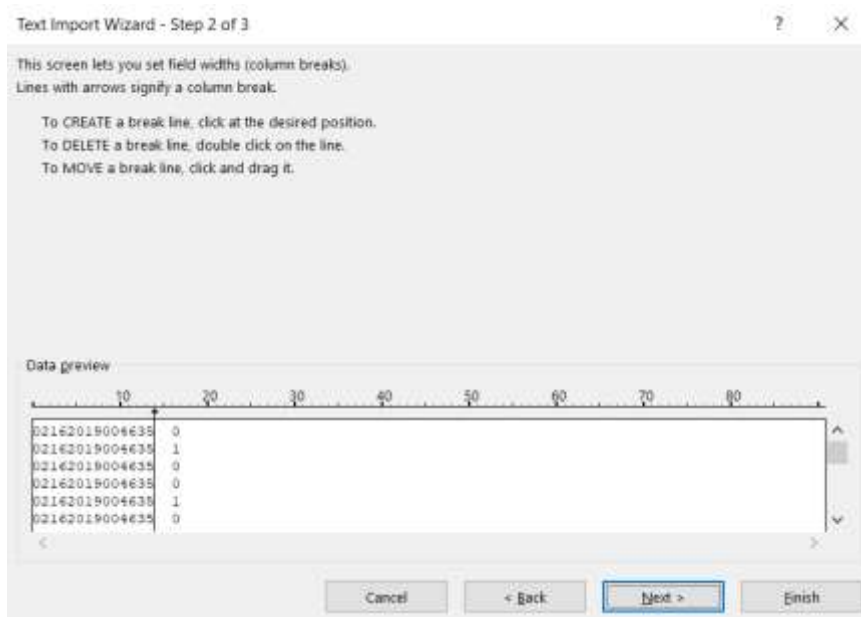 Text Import Wizard - Step 2 of 3
?
This screen lets you set field widths (column breaks).
Lines with arrows signify a column break.
To CREATE a break line, click at the desired position.
To DELETE a break line, double click on the line.
To MOVE a break line, click and drag it.
Data preview
10 20 30 40 50 60 70 80
02162019004635 0
02162019004635 1
02162019004635 0
02162019004635 0
02162019004635 1
02162019004635 0
Cancel < Back Next > Finish